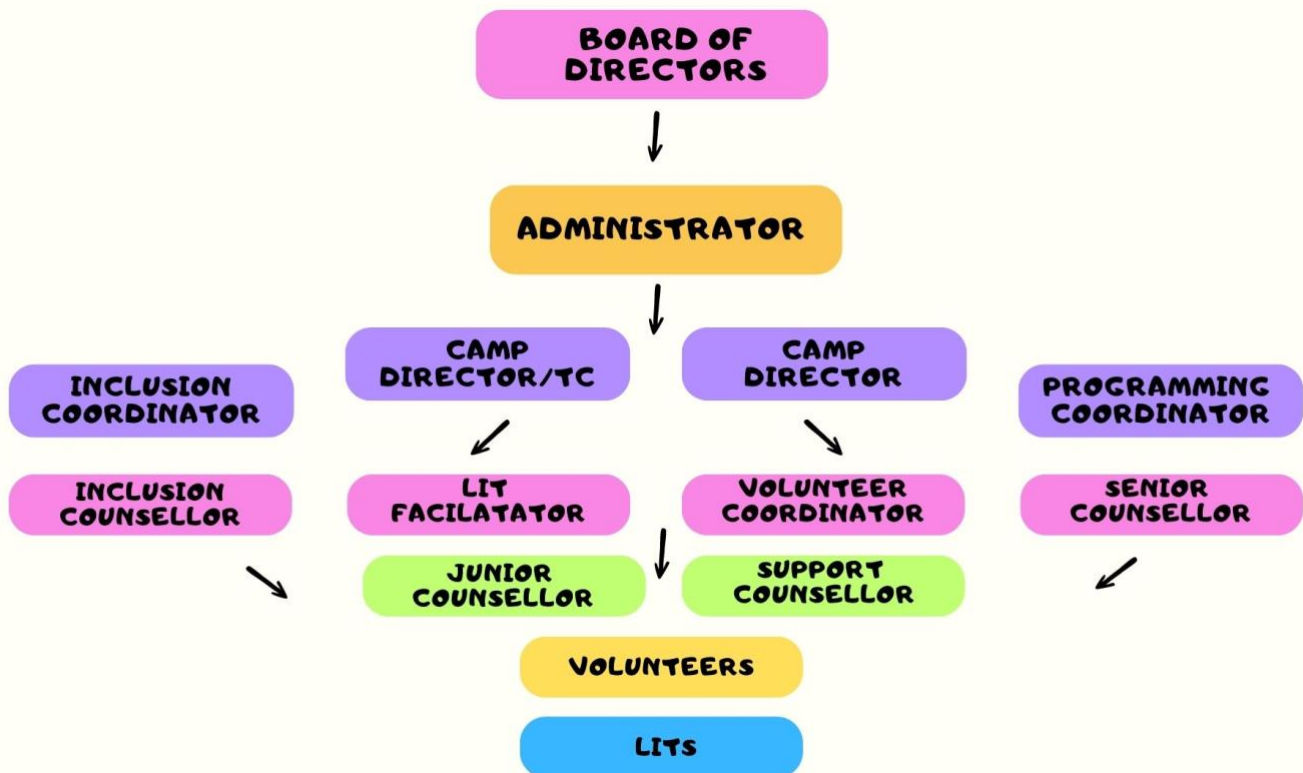 BOARD OF
DIRECTORS
ADMINISTRATOR
CAMP
DIRECTOR/TC
CAMP
DIRECTOR
INCLUSION
COORDINATOR
PROGRAMMING
COORDINATOR
INCLUSION
COUNSELLOR
LIT
FACILATATOR
VOLUNTEER
COORDINATOR
SENIOR
COUNSELLOR
JUNIOR
COUNSELLOR
SUPPORT
COUNSELLOR
VOLUNTEERS
LITS